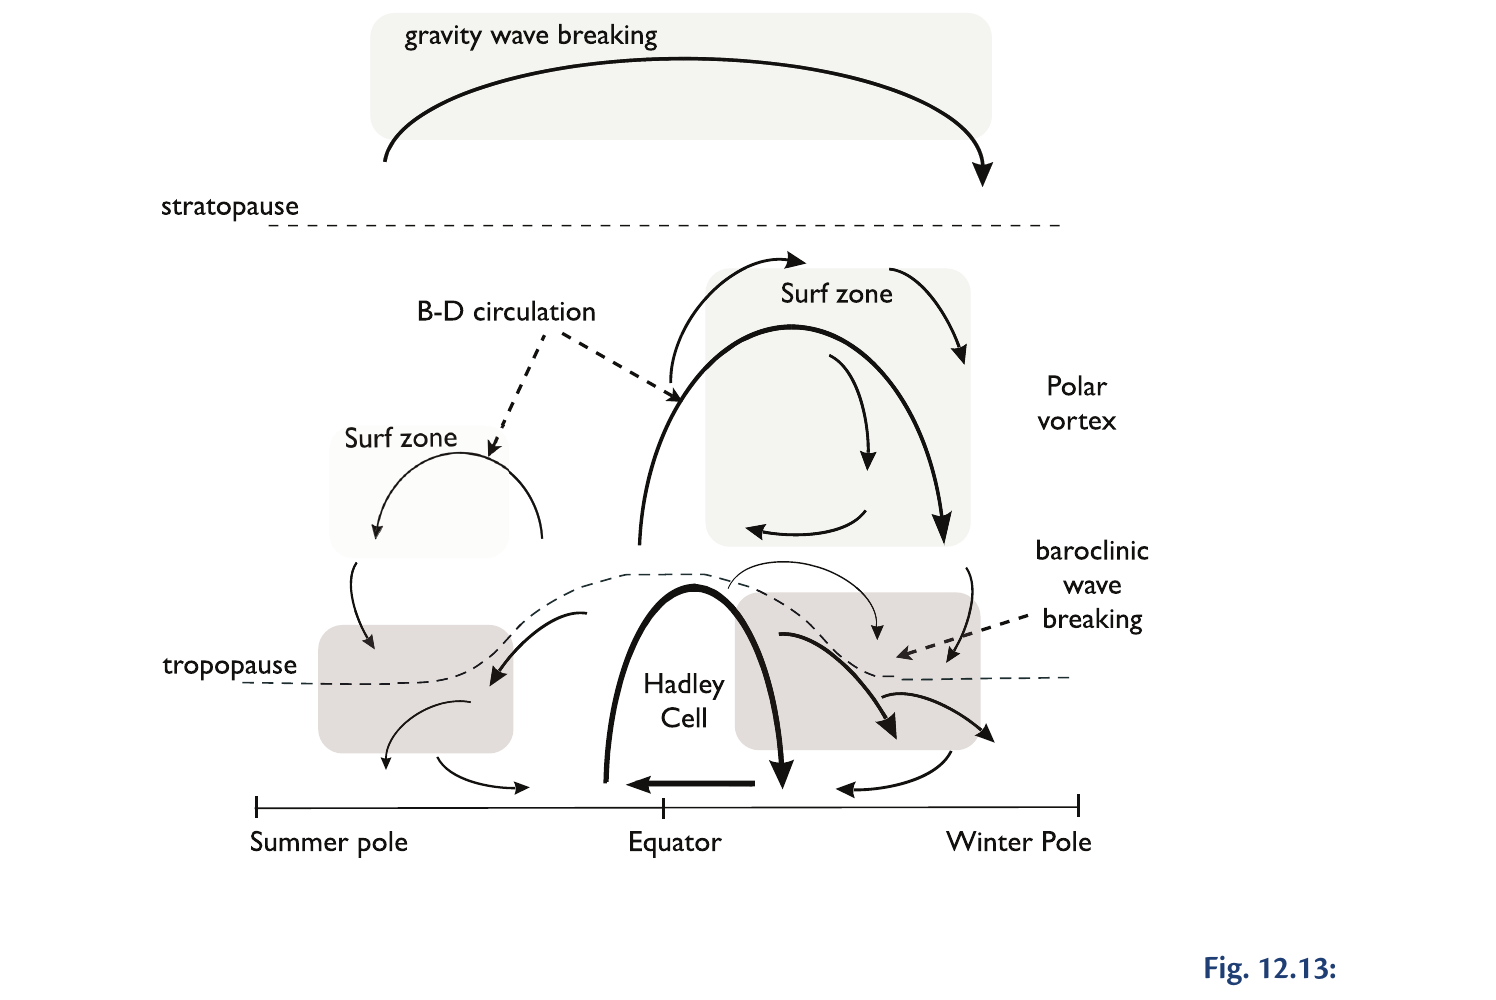 gravity wave breaking
stratopause
Surf zone
B-D circulation
Polar
vortex
Surf zone
baroclinic
wave
breaking
tropopause
Hadley
Cell
Summer pole
Equator
Winter Pole
Fig. 12.13: